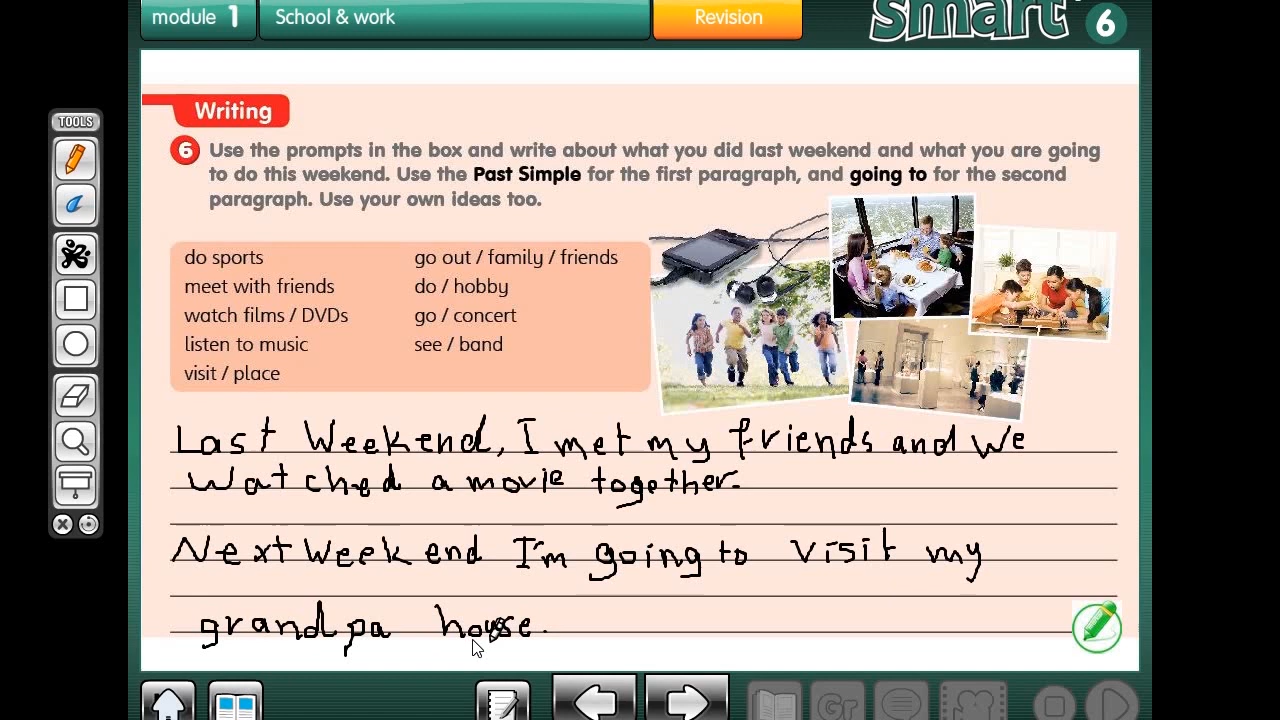 module 1 School & work Revision smart 6
TOOLS
Writing
6 Use the prompts in the box and write about what you did last weekend and what you are going
to do this weekend. Use the Past Simple for the first paragraph, and going to for the second
paragraph. Use your own ideas too.
do sports go out / family / friends
meet with friends do / hobby
watch films / DVDs go / concert
listen to music see / band
visit / place
Last Weekend, I met my friends and We
Watched a movie together.
Next Weekend I'm going to visit my
grandpa house.
Gr